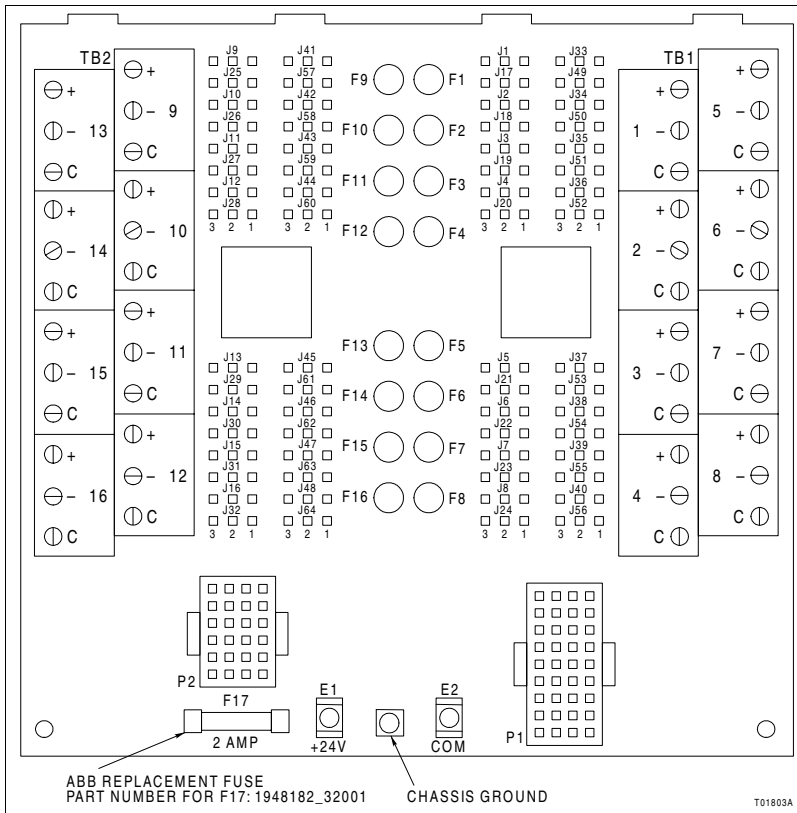 TB2
J9 J41
J25 J57
J10 J42
J26 J58
J11 J43
J27 J59
J12 J44
J28 J60
3 2 1 3 2 1
F9 F1
F10 F2
F11 F3
F12 F4
J1 J33
J17 J49
J2 J34
J18 J50
J3 J35
J19 J51
J4 J36
J20 J52
3 2 1 3 2 1
TB1
+
- 13
C
+
- 9
C
+
- 14
C
+
- 10
C
+
- 15
C
+
- 11
C
+
- 16
C
+
- 12
C
+
1 -
C
+
5 -
C
+
2 -
C
+
6 -
C
+
3 -
C
+
7 -
C
+
4 -
C
+
8 -
C
J13 J45
J29 J61
J14 J46
J30 J62
J15 J47
J31 J63
J16 J48
J32 J64
3 2 1 3 2 1
F13 F5
F14 F6
F15 F7
F16 F8
J5 J37
J21 J53
J6 J38
J22 J54
J7 J39
J23 J55
J8 J40
J24 J56
3 2 1 3 2 1
P2
F17
2 AMP
E1
+24V
E2
COM
P1
ABB REPLACEMENT FUSE
PART NUMBER FOR F17: 1948182_32001
CHASSIS GROUND
T01803A